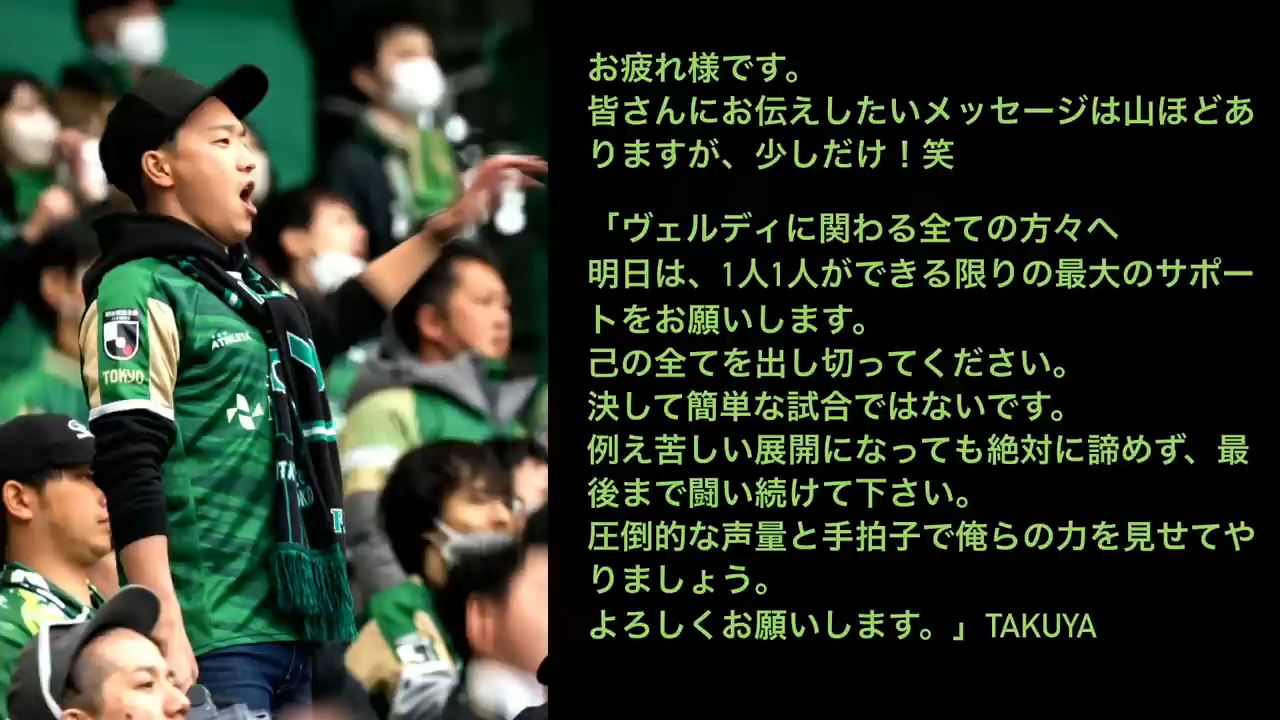 お疲れ様です。
皆さんにお伝えしたいメッセージは山ほどあ
りますが、少しだけ！笑
「ヴェルディに関わる全ての方々へ
明日は、1人1人ができる限りの最大のサポー
トをお願いします。
己の全てを出し切ってください。
決して簡単な試合ではないです。
例え苦しい展開になっても絶対に諦めず、最
後まで闘い続けて下さい。
圧倒的な声量と手拍子で俺らの力を見せてや
りましょう。
よろしくお願いします。」TAKUYA
ATHLETA
TOKYO